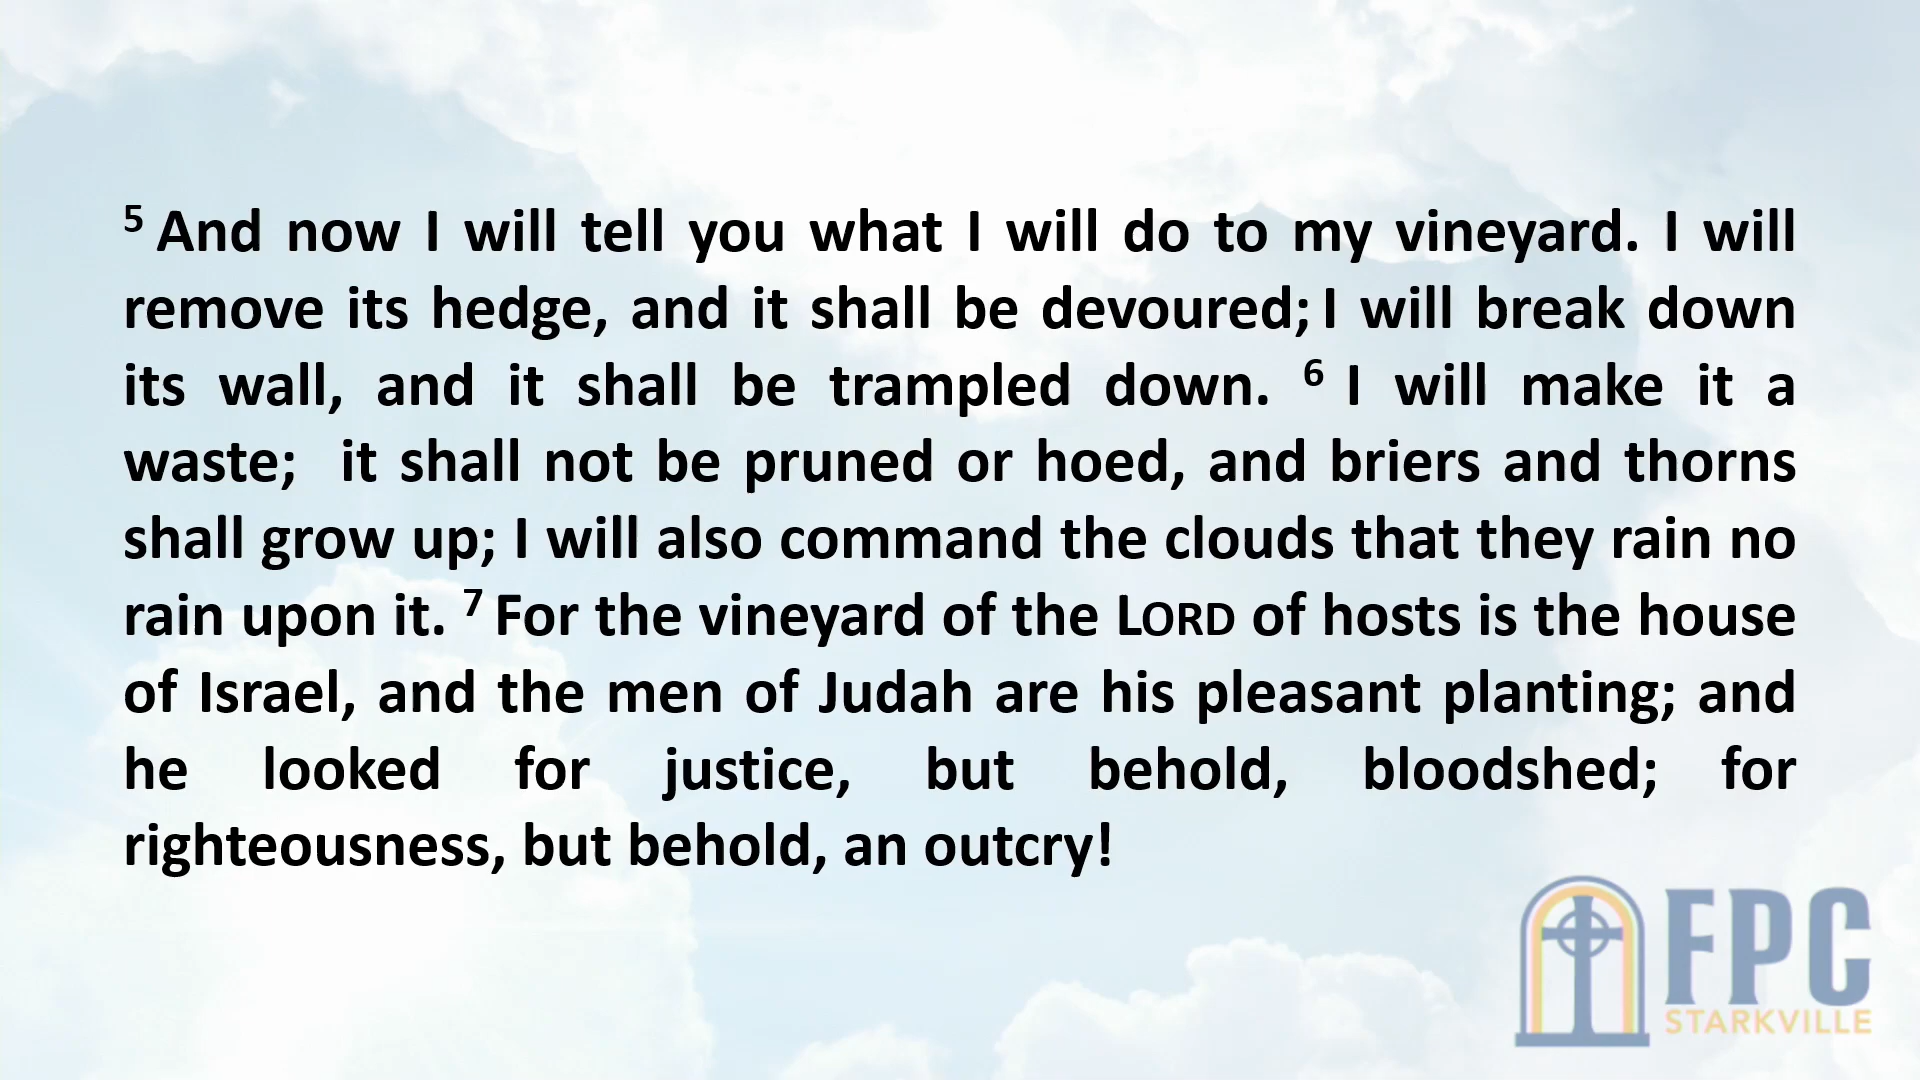 5 And now I will tell you what I will do to my vineyard. I will
remove its hedge, and it shall be devoured; I will break down
its wall, and it shall be trampled down. 6 I will make it a
waste; it shall not be pruned or hoed, and briers and thorns
shall grow up; I will also command the clouds that they rain no
rain upon it. 7 For the vineyard of the LORD of hosts is the house
of Israel, and the men of Judah are his pleasant planting; and
he looked for justice, but behold, bloodshed; for
righteousness, but behold, an outcry!
FPC
STARKVILLE